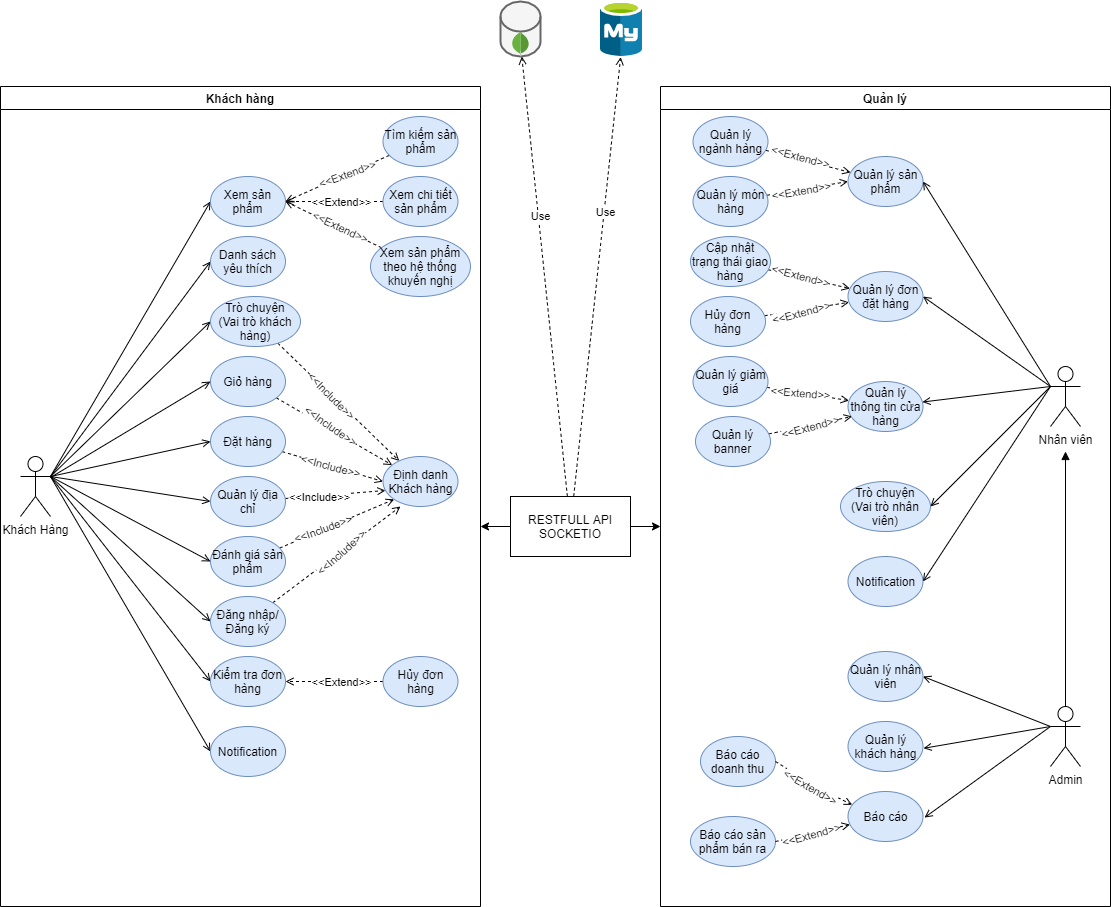 My
Khách hàng
Quản lý
Tìm kiếm sản
phẩm
<<Extend>>
Xem sản
phẩm
<<Extend>>
Xem chi tiết
sản phẩm
<<Extend>>
Xem sản phẩm
theo hệ thống
khuyến nghị
Danh sách
yêu thích
Trò chuyện
(Vai trò khách
hàng)
<<Include>>
Giỏ hàng
<<Include>>
Đặt hàng
<<Include>>
Định danh
Khách hàng
Quản lý địa
chỉ
<<Include>>
Khách Hàng
Đánh giá sản
phẩm
<<Include>>
Đăng nhập/
Đăng ký
<<Include>>
Kiểm tra đơn
hàng
<<Extend>>
Hủy đơn
hàng
Notification
Use
Use
RESTFULL API
SOCKETIO
Quản lý
ngành hàng
<<Extend>>
Quản lý sản
phẩm
Quản lý món
hàng
<<Extend>>
Cập nhật
trạng thái giao
hàng
<<Extend>>
Quản lý đơn
đặt hàng
Hủy đơn
hàng
<<Extend>>
Quản lý giảm
giá
<<Extend>>
Quản lý
thông tin cửa
hàng
Quản lý
banner
<<Extend>>
Nhân viên
Trò chuyện
(Vai trò nhân
viên)
Notification
Quản lý nhân
viên
Quản lý
khách hàng
Admin
Báo cáo
doanh thu
<<Extend>>
Báo cáo
Báo cáo sản
phẩm bán ra
<<Extend>>